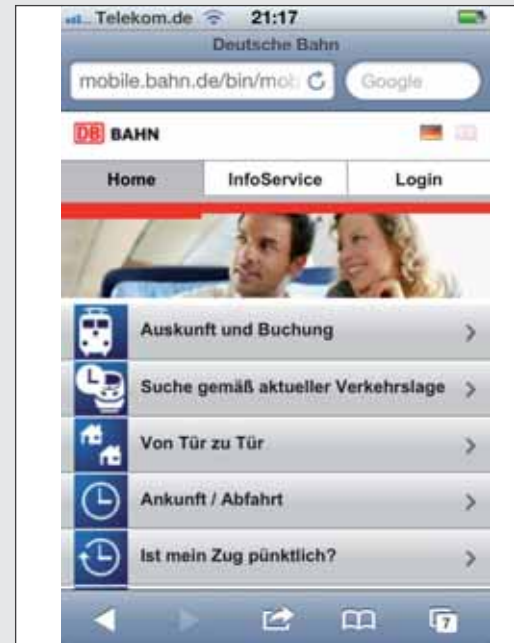 Telekom.de 21:17
Deutsche Bahn
mobile.bahn.de/bin/mob Google
DB BAHN
Home InfoService Login
Auskunft und Buchung
Suche gemäß aktueller Verkehrslage
Von Tür zu Tür
Ankunft / Abfahrt
Ist mein Zug pünktlich?
7